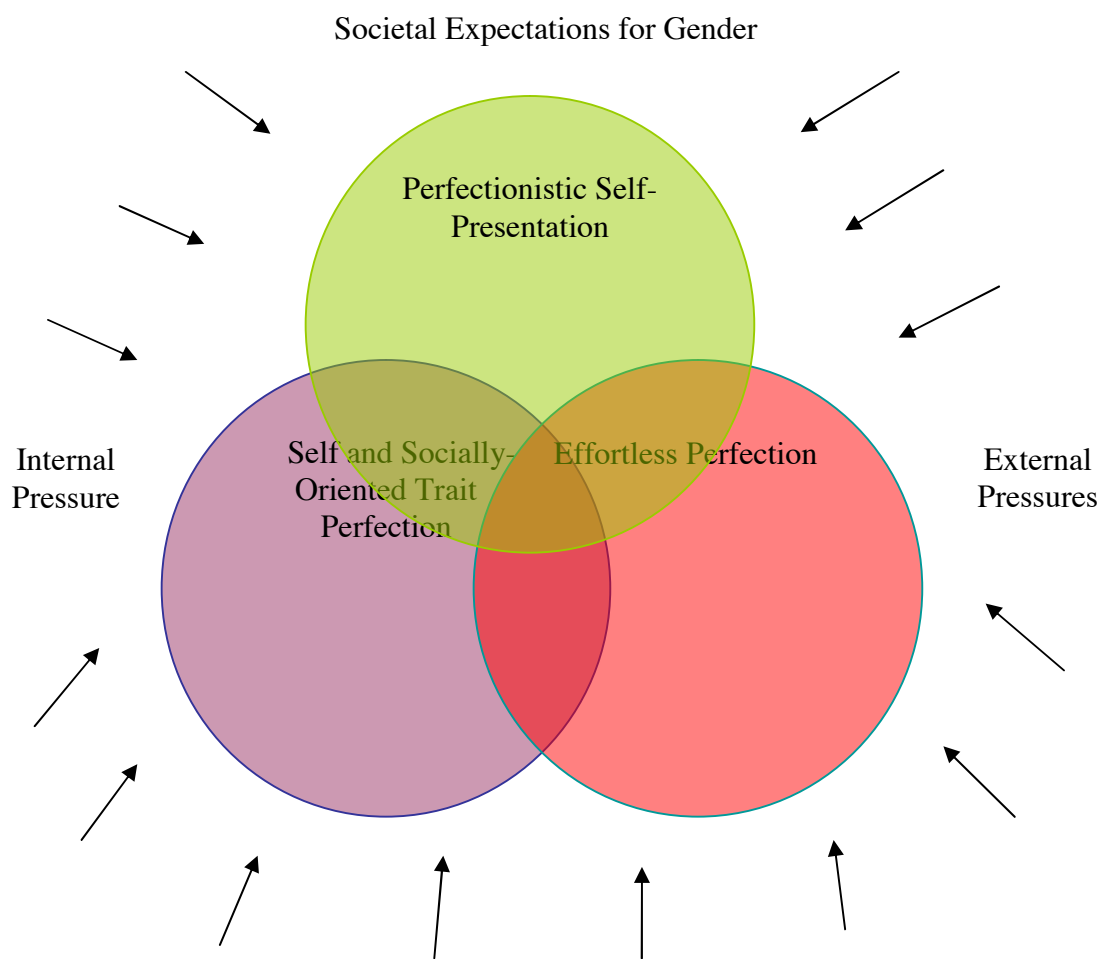 Societal Expectations for Gender
Perfectionistic Self-
Presentation
Self and Socially-
Oriented Trait
Perfection
Effortless Perfection
Internal
Pressure
External
Pressures